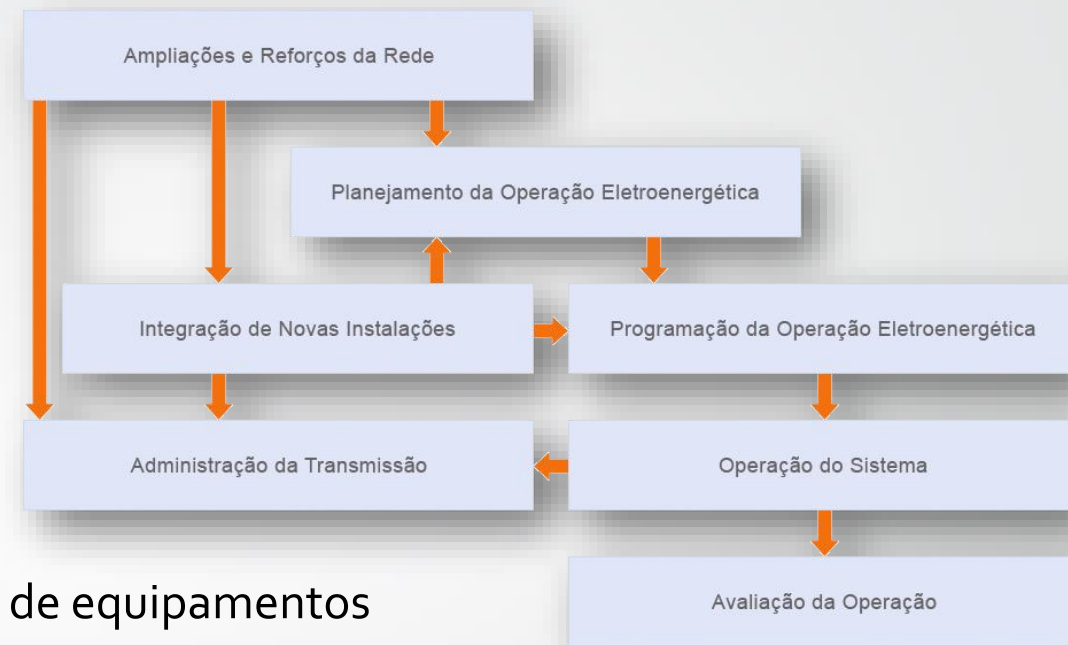 Ampliações e Reforços da Rede
Planejamento da Operação Eletroenergética
Integração de Novas Instalações
Programação da Operação Eletroenergética
Administração da Transmissão
Operação do Sistema
Avaliação da Operação
de equipamentos